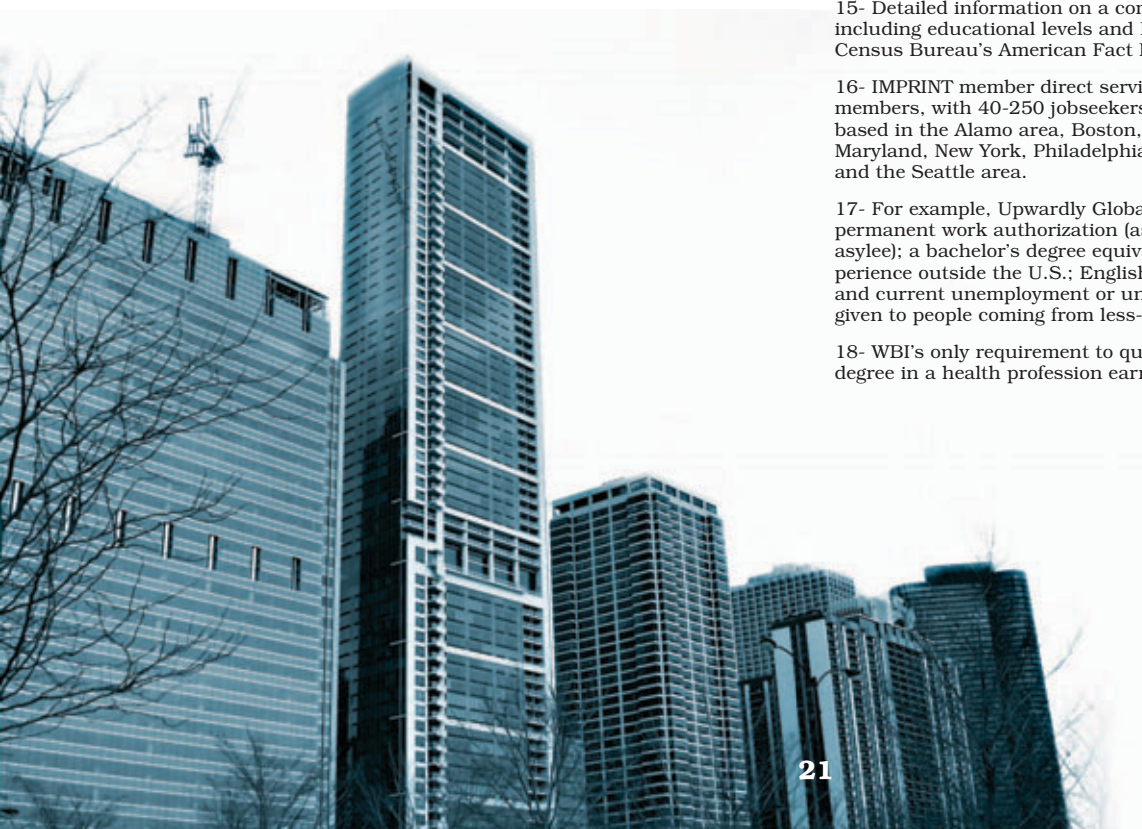 15- Detailed information on a co
including educational levels and
Census Bureau's American Fact
16- IMPRINT member direct servi
members, with 40-250 jobseekers
based in the Alamo area, Boston,
Maryland, New York, Philadelphia
and the Seattle area.
17- For example, Upwardly Globa
permanent work authorization (as
asylee); a bachelor's degree equiv
perience outside the U.S.; English
and current unemployment or un
given to people coming from less-
18- WBI's only requirement to qu
degree in a health profession earn
21